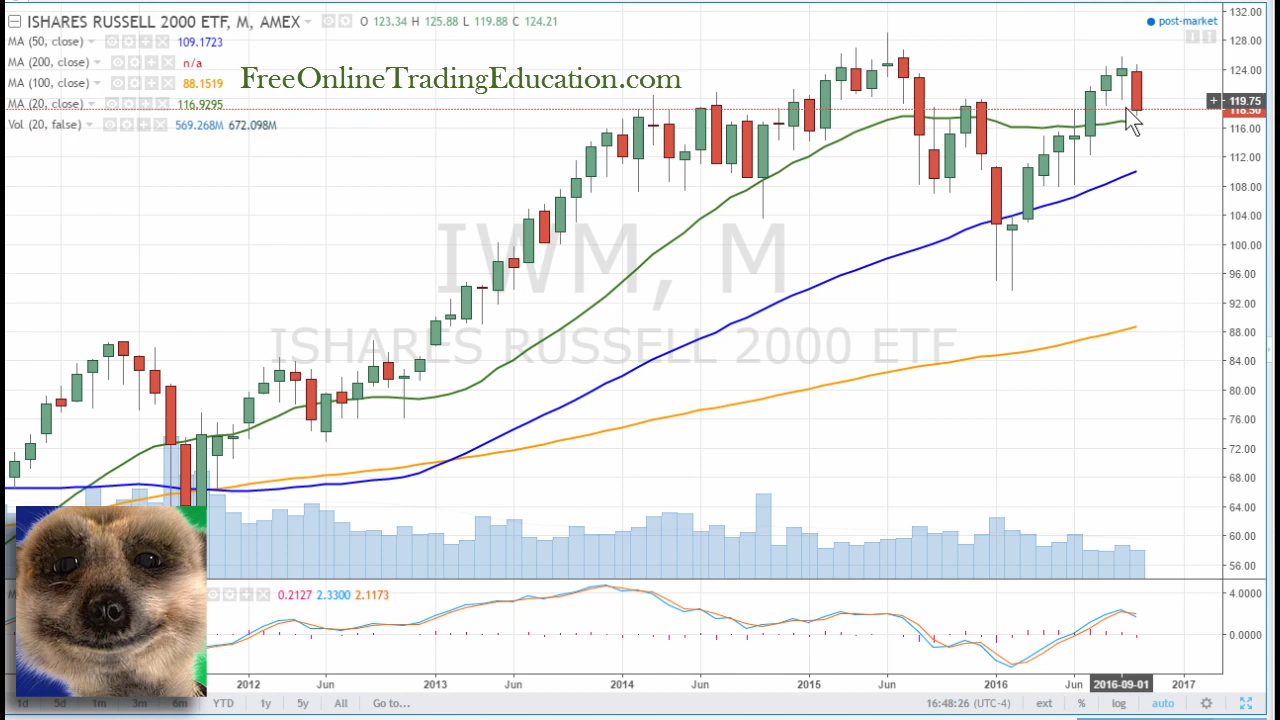 ISHARES RUSSELL 2000 ETF, M, AMEX O 123.34 H 125.88 L 119.88 C 124.21
post-market
MA (50, close) 109.1723
MA (200, close) n/a
MA (100, close) 88.1519
MA (20, close) 116.9295
Vol (20, false) 569.268M 672.098M
FreeOnlineTradingEducation.com
IWM, M
ISHARES RUSSELL 2000 ETF
132.00
128.00
124.00
119.75
118.50
116.00
112.00
108.00
104.00
100.00
96.00
92.00
88.00
84.00
80.00
76.00
72.00
68.00
64.00
60.00
56.00
0.2127 2.3300 2.1173
4.0000
0.0000
2012 Jun 2013 Jun 2014 Jun 2015 Jun 2016 Jun 2016-09-01 2017
1d 5d 1m 3m 6m YTD 1y 5y All Go to... 16:48:26 (UTC-4) ext % log auto